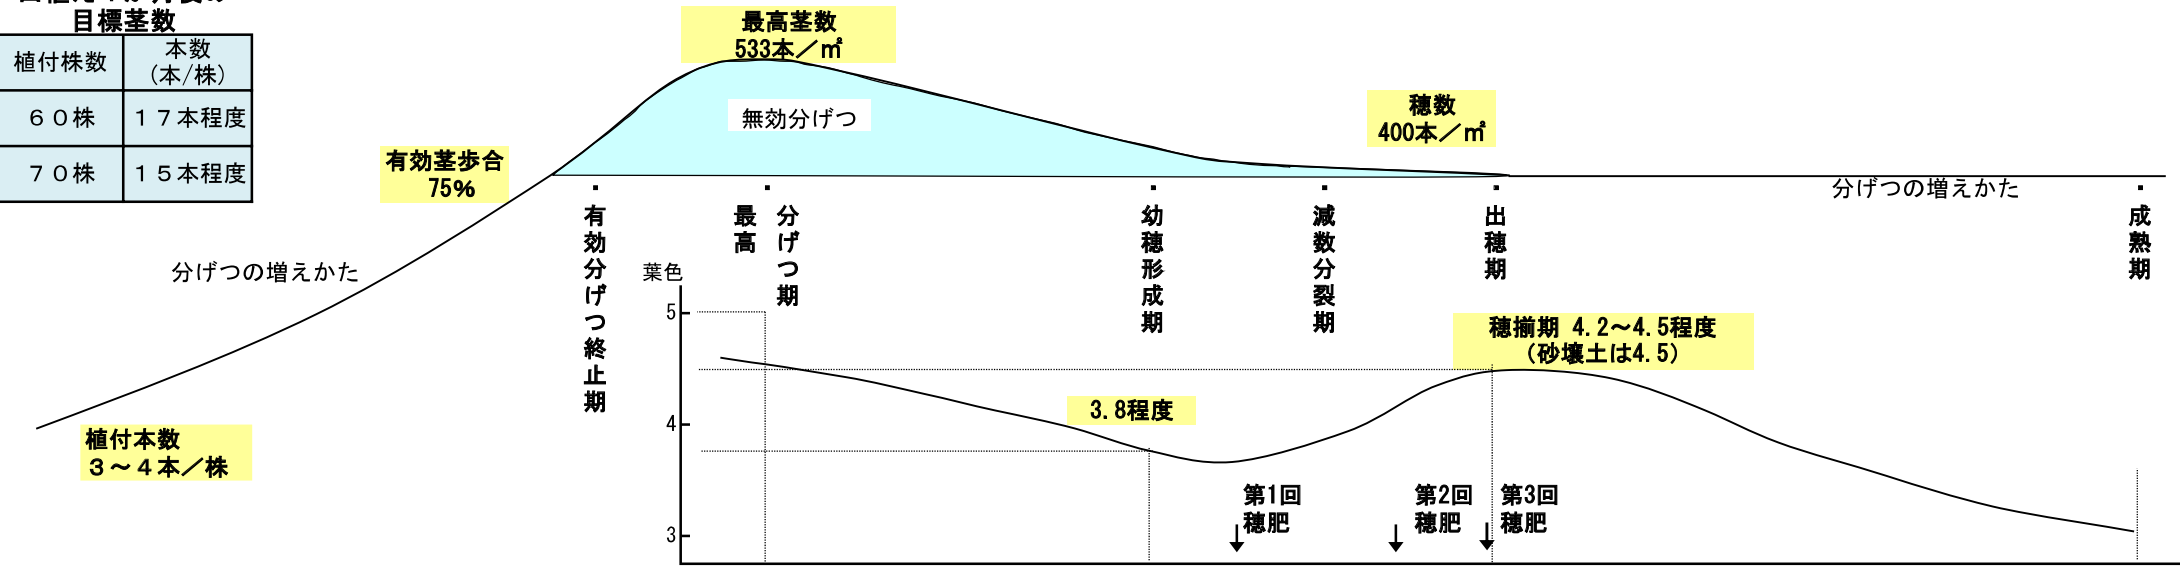 目標茎数
植付株数
本数
(本/株)
６０株
１７本程度
７０株
１５本程度
最高茎数
533本／㎡
無効分げつ
穂数
400本／㎡
有効茎歩合
75%
分げつの増えかた
分げつの増えかた
有効分げつ終止期
最高
分げつ期
幼穂形成期
減数分裂期
出穂期
成熟期
葉色
5
4
3
穂揃期 4.2～4.5程度
(砂壌土は4.5)
3.8程度
植付本数
３～４本／株
第1回
穂肥
第2回
穂肥
第3回
穂肥